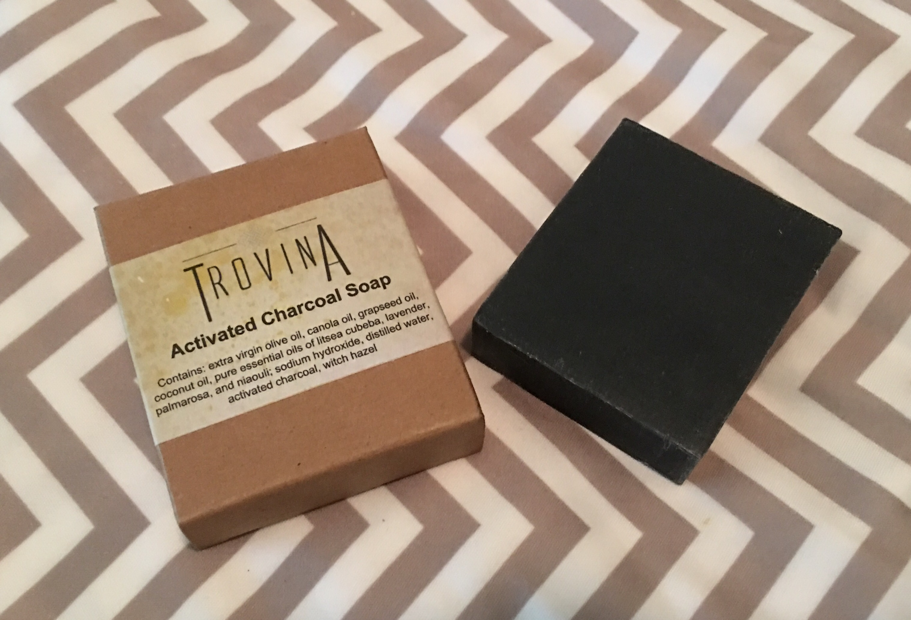 TROVINA
Activated Charcoal Soap
Contains: extra virgin olive oil, canola oil, grapseed oil,
coconut oil, pure essential oils of litsea cubeba, lavender,
palmarosa, and niaouli; sodium hydroxide, distilled water,
activated charcoal, witch hazel